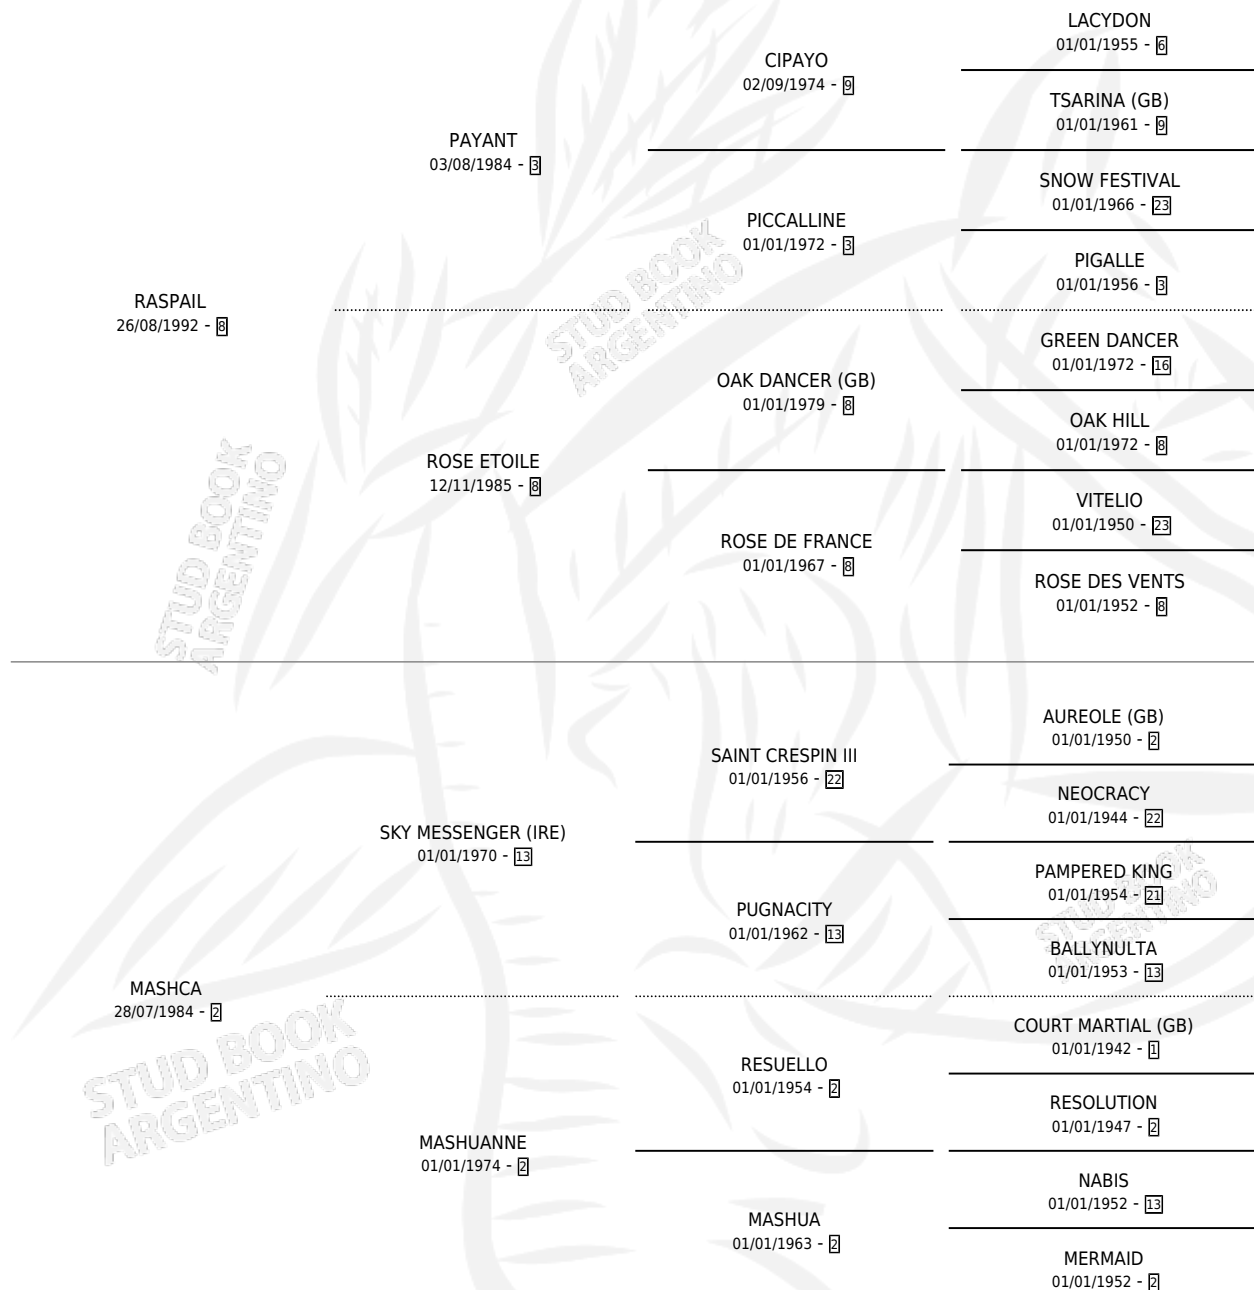 LACYDON
01/01/1955 - 6
CIPAYO
02/09/1974 - 9
TSARINA (GB)
01/01/1961 - 9
PAYANT
03/08/1984 - 3
SNOW FESTIVAL
01/01/1966 - 23
PICCALLINE
01/01/1972 - 3
PIGALLE
01/01/1956 - 3
RASPAIL
26/08/1992 - 8
GREEN DANCER
01/01/1972 - 16
OAK DANCER (GB)
01/01/1979 - 8
OAK HILL
01/01/1972 - 8
ROSE ETOILE
12/11/1985 - 8
VITELIO
01/01/1950 - 23
ROSE DE FRANCE
01/01/1967 - 8
ROSE DES VENTS
01/01/1952 - 8
AUREOLE (GB)
01/01/1950 - 2
SAINT CRESPIN III
01/01/1956 - 22
NEOCRACY
01/01/1944 - 22
SKY MESSENGER (IRE)
01/01/1970 - 13
PAMPERED KING
01/01/1954 - 21
PUGNACITY
01/01/1962 - 13
BALLYNULTA
01/01/1953 - 13
MASHCA
28/07/1984 - 2
COURT MARTIAL (GB)
01/01/1942 - 1
RESUELLO
01/01/1954 - 2
RESOLUTION
01/01/1947 - 2
MASHUANNE
01/01/1974 - 2
NABIS
01/01/1952 - 13
MASHUA
01/01/1963 - 2
MERMAID
01/01/1952 - 2
STUD BOOK
ARGENTINO
STUD BOOK
ARGENTINO
STUD BOOK
ARGENTINO
STUD BOOK
ARGENTINO